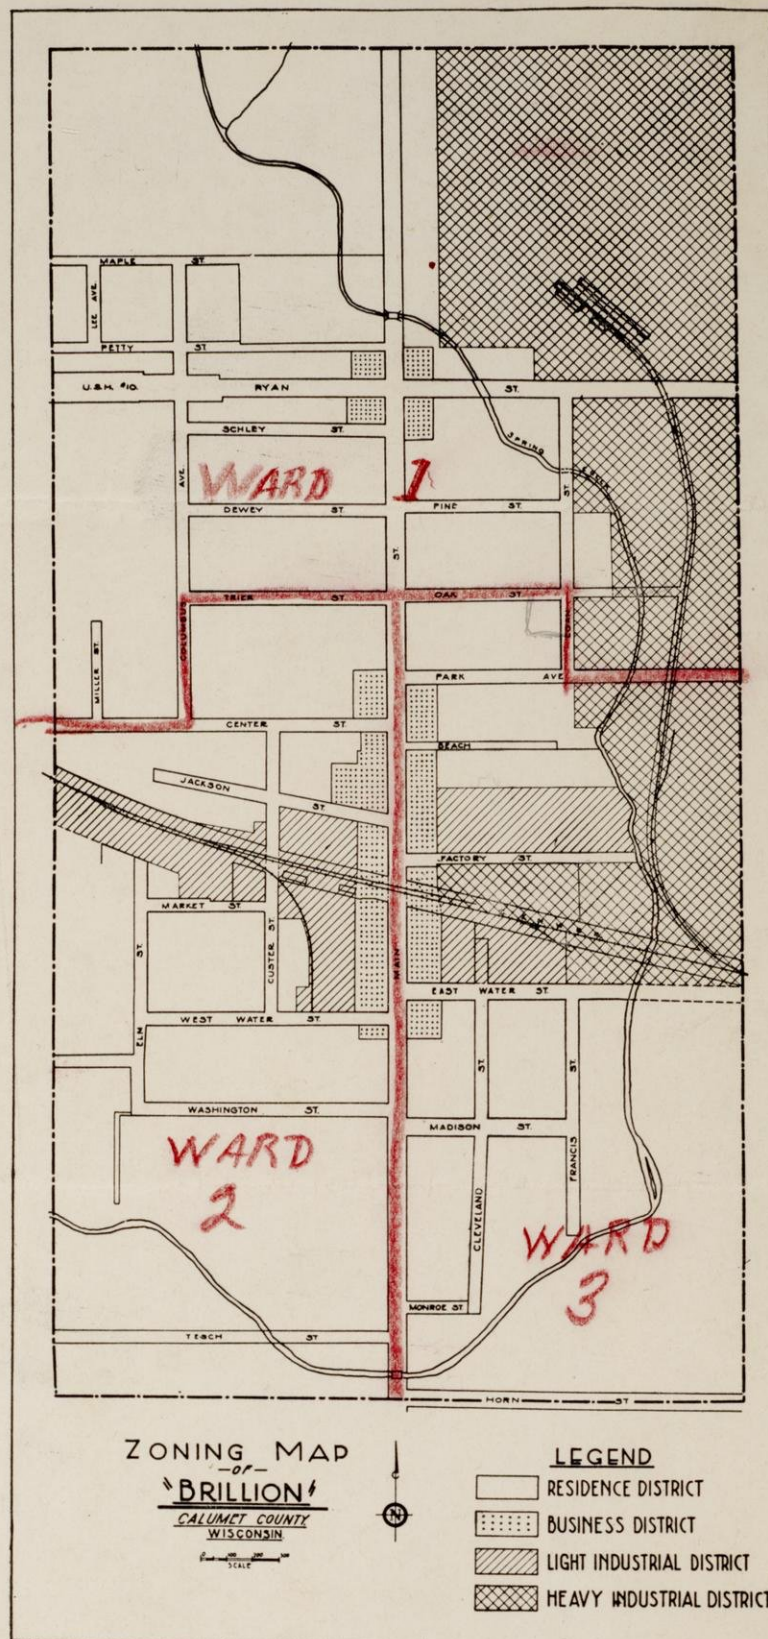 MAPLE ST.
LEE AVE
PETTY ST.
U.S.H. #10.
RYAN ST.
SCHLEY ST.
SPRING CREEK
AVE.
WARD 1
DEWEY ST.
PINE ST.
ST.
ST.
TRIER ST.
OAK ST.
COLUMBUS
MILLER ST.
PARK AVE
CENTER ST.
BEACH
JACKSON ST.
FACTORY ST.
MARKET ST.
CUSTER ST.
MAIN
ST.
EAST WATER ST.
WEST WATER ST.
ELM
ST.
ST.
WASHINGTON ST.
MADISON ST.
FRANCIS
CLEVELAND
WARD
2
WARD
3
MONROE ST
TESCH ST
HORN ST
ZONING MAP
—OF—
"BRILLION"
CALUMET COUNTY
WISCONSIN
SCALE
N
LEGEND
RESIDENCE DISTRICT
BUSINESS DISTRICT
LIGHT INDUSTRIAL DISTRICT
HEAVY INDUSTRIAL DISTRICT